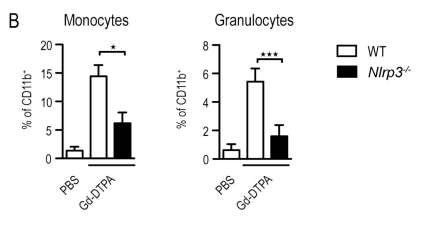 B
Monocytes
Granulocytes
% of CD11b⁺
20
15
10
5
0
*
PBS
Gd-DTPA
% of CD11b⁺
8
6
4
2
0
***
PBS
Gd-DTPA
WT
Nlrp3⁻/⁻